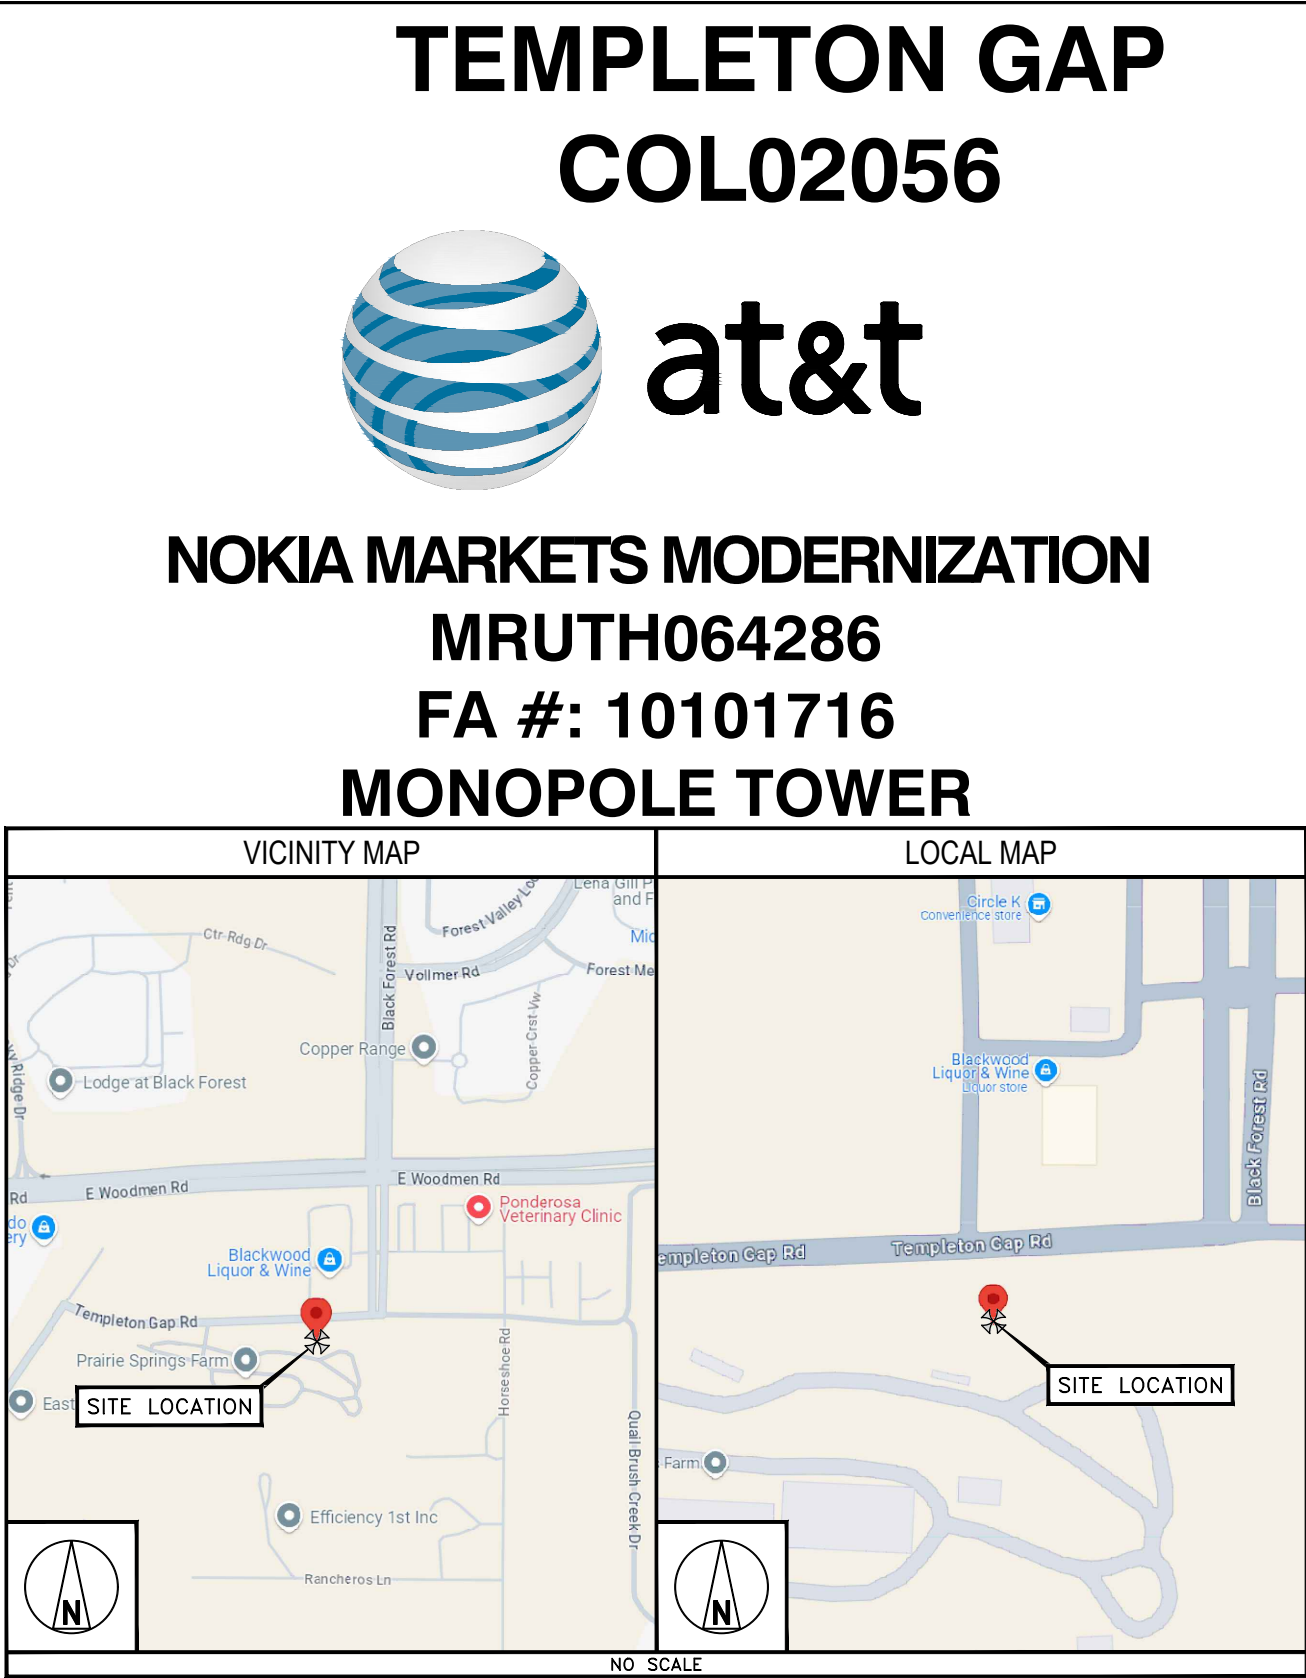 TEMPLETON GAP
COL02056
at&t
NOKIA MARKETS MODERNIZATION
MRUTH064286
FA #: 10101716
MONOPOLE TOWER
VICINITY MAP
Ctr Rdg Dr
Black Forest Rd
Forest Valley
Lena Gill
Vollmer Rd
Copper Range
Copper Crst Vw
Lodge at Black Forest
Ridge Dr
Rd
E Woodmen Rd
E Woodmen Rd
Ponderosa
Veterinary Clinic
Blackwood
Liquor & Wine
Templeton Gap Rd
Prairie Springs Farm
SITE LOCATION
Horseshoe Rd
Quail Brush Creek Dr
Efficiency 1st Inc
Rancheros Ln
N
LOCAL MAP
Circle K
Convenience store
Blackwood
Liquor & Wine
Liquor store
Black Forest Rd
empleton Gap Rd
Templeton Gap Rd
SITE LOCATION
Farm
N
NO SCALE